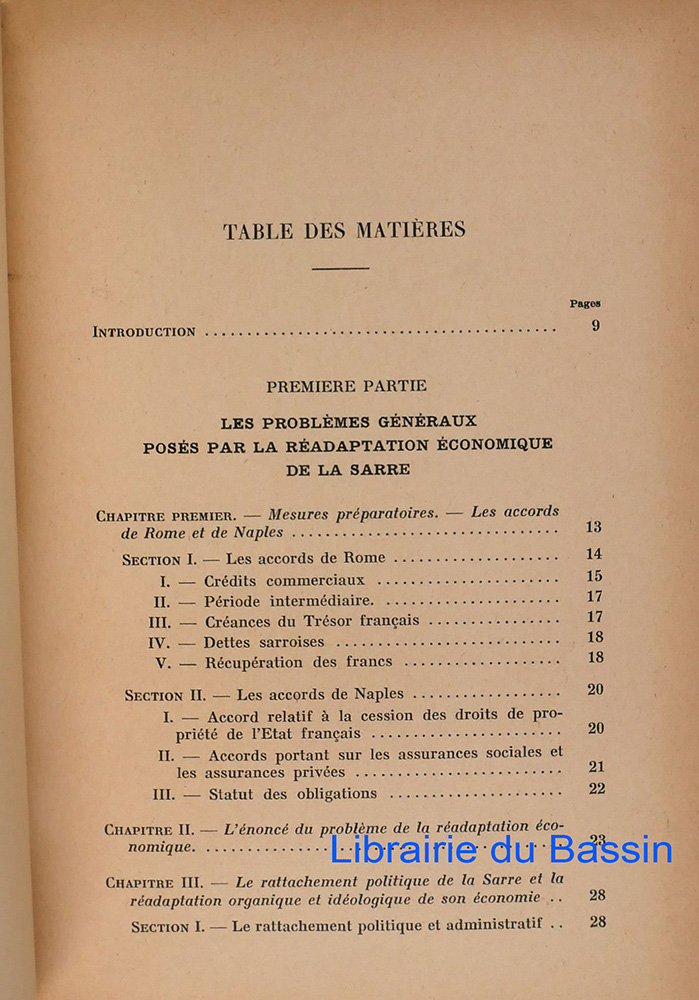 TABLE DES MATIÈRES
Pages
INTRODUCTION ........................................ 9
PREMIERE PARTIE
LES PROBLÈMES GÉNÉRAUX
POSÉS PAR LA RÉADAPTATION ÉCONOMIQUE
DE LA SARRE
CHAPITRE PREMIER. — Mesures préparatoires. — Les accords
de Rome et de Naples ................................ 13
SECTION I. — Les accords de Rome .................... 14
I. — Crédits commerciaux ...................... 15
II. — Période intermédiaire. ..................... 17
III. — Créances du Trésor français ................ 17
IV. — Dettes sarroises ........................... 18
V. — Récupération des francs ................... 18
SECTION II. — Les accords de Naples .................. 20
I. — Accord relatif à la cession des droits de pro-
priété de l'Etat français ....................... 20
II. — Accords portant sur les assurances sociales et
les assurances privées ......................... 21
III. — Statut des obligations ..................... 22
CHAPITRE II. — L'énoncé du problème de la réadaptation éco-
nomique. ........................................ 23
Librairie du Bassin
CHAPITRE III. — Le rattachement politique de la Sarre et la
réadaptation organique et idéologique de son économie .. 28
SECTION I. — Le rattachement politique et administratif .. 28